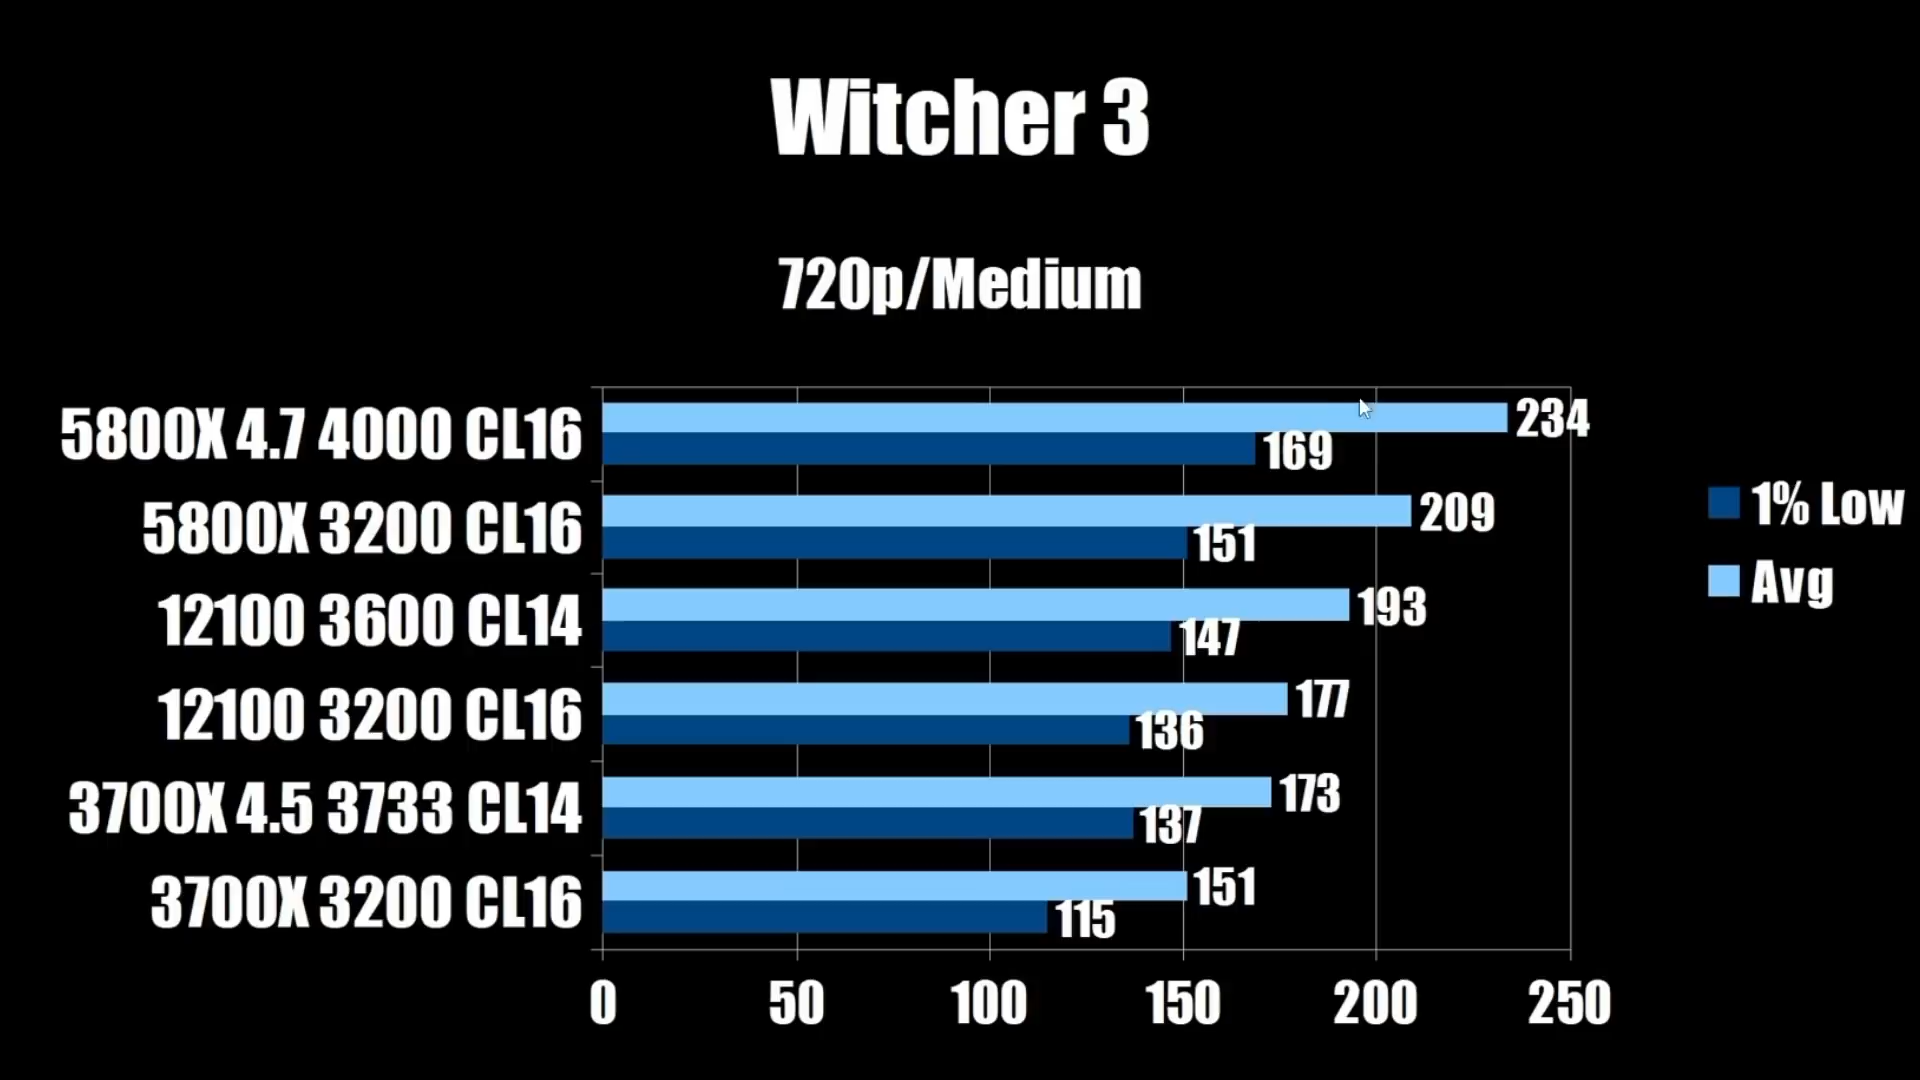 Witcher 3
720p/Medium
5800X 4.7 4000 CL16
234
169
5800X 3200 CL16
209
151
12100 3600 CL14
193
147
12100 3200 CL16
177
136
3700X 4.5 3733 CL14
173
137
3700X 3200 CL16
151
115
0 50 100 150 200 250
1% Low
Avg